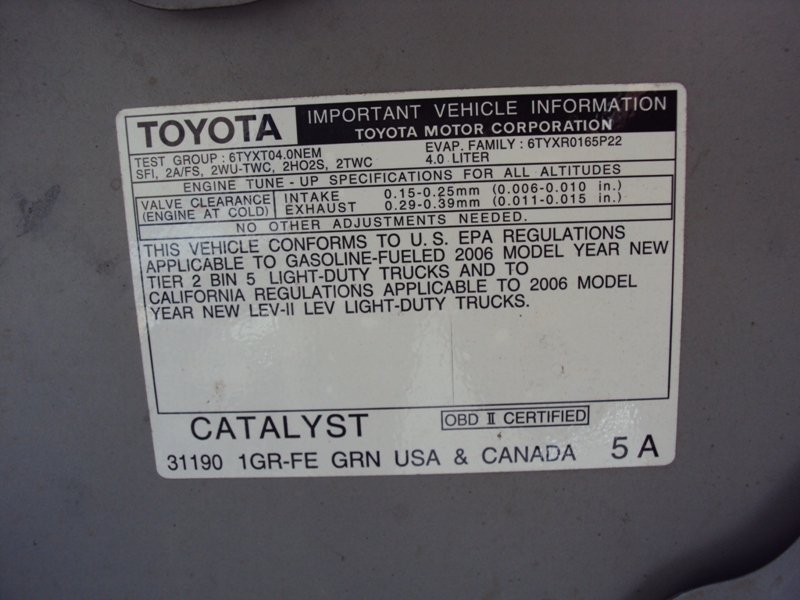 TOYOTA
IMPORTANT VEHICLE INFORMATION
TOYOTA MOTOR CORPORATION
TEST GROUP : 6TYXT04.0NEM
EVAP. FAMILY : 6TYXR0165P22
SFI, 2A/FS, 2WU-TWC, 2HO2S, 2TWC
4.0 LITER
ENGINE TUNE - UP SPECIFICATIONS FOR ALL ALTITUDES
VALVE CLEARANCE
(ENGINE AT COLD)
INTAKE 0.15-0.25mm (0.006-0.010 in.)
EXHAUST 0.29-0.39mm (0.011-0.015 in.)
NO OTHER ADJUSTMENTS NEEDED.
THIS VEHICLE CONFORMS TO U.S. EPA REGULATIONS
APPLICABLE TO GASOLINE-FUELED 2006 MODEL YEAR NEW
TIER 2 BIN 5 LIGHT-DUTY TRUCKS AND TO
CALIFORNIA REGULATIONS APPLICABLE TO 2006 MODEL
YEAR NEW LEV-II LEV LIGHT-DUTY TRUCKS.
CATALYST
OBD II CERTIFIED
31190 1GR-FE GRN USA & CANADA 5 A